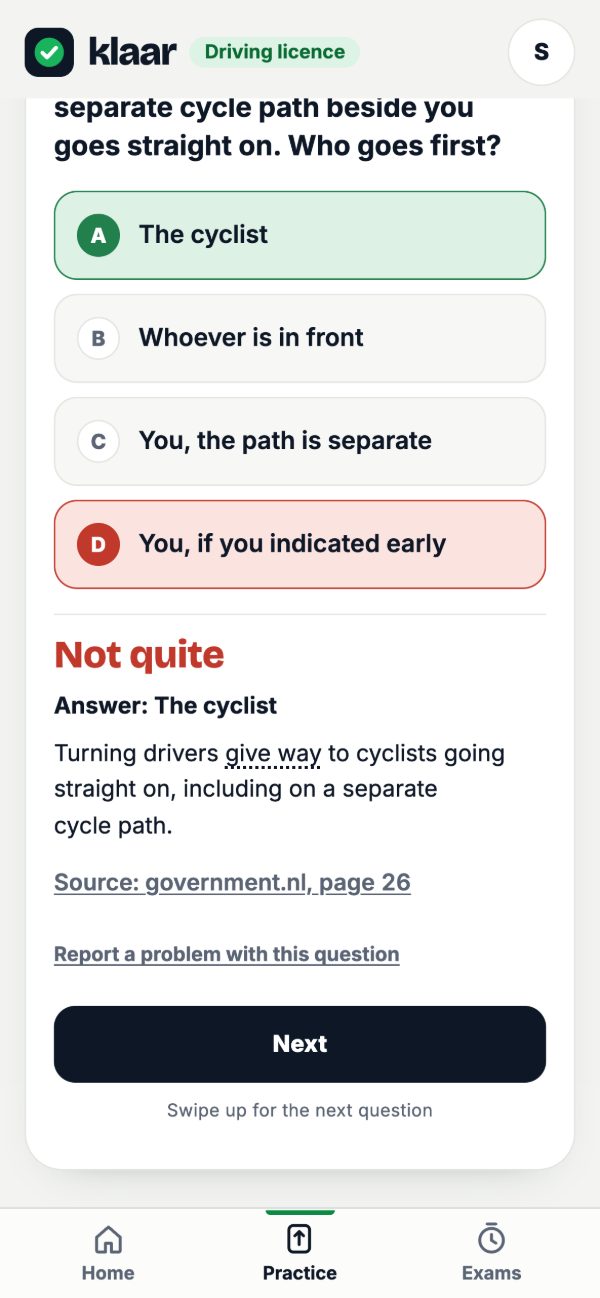 klaar
Driving licence
S
separate cycle path beside you
goes straight on. Who goes first?
A
The cyclist
B
Whoever is in front
C
You, the path is separate
D
You, if you indicated early
Not quite
Answer: The cyclist
Turning drivers give way to cyclists going
straight on, including on a separate
cycle path.
Source: government.nl, page 26
Report a problem with this question
Next
Swipe up for the next question
Home
Practice
Exams